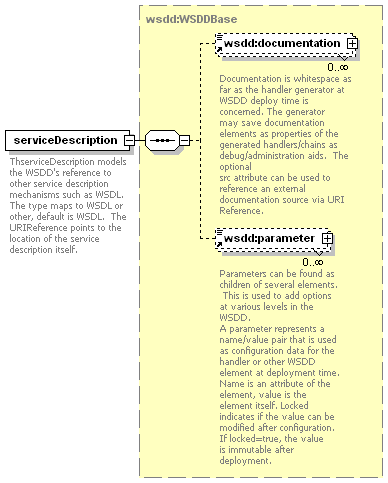 wsdd:WSDDBase
wsdd:documentation
0..∞
Documentation is whitespace as
far as the handler generator at
WSDD deploy time is
concerned. The generator
may save documentation
elements as properties of the
generated handlers/chains as
debug/administration aids.  The
optional
src attribute can be used to
reference an external
documentation source via URI
Reference.
serviceDescription
ThserviceDescription models
the WSDD's reference to
other service description
mechanisms such as WSDL.
The type maps to WSDL or
other, default is WSDL.  The
URIReference points to the
location of the service
description itself.
wsdd:parameter
0..∞
Parameters can be found as
children of several elements.
This is used to add options
at various levels in the
WSDD.
A parameter represents a
name/value pair that is used
as configuration data for the
handler or other WSDD
element at deployment time.
Name is an attribute of the
element, value is the
element itself. Locked
indicates if the value can be
modified after configuration.
If locked=true, the value
is immutable after
deployment.